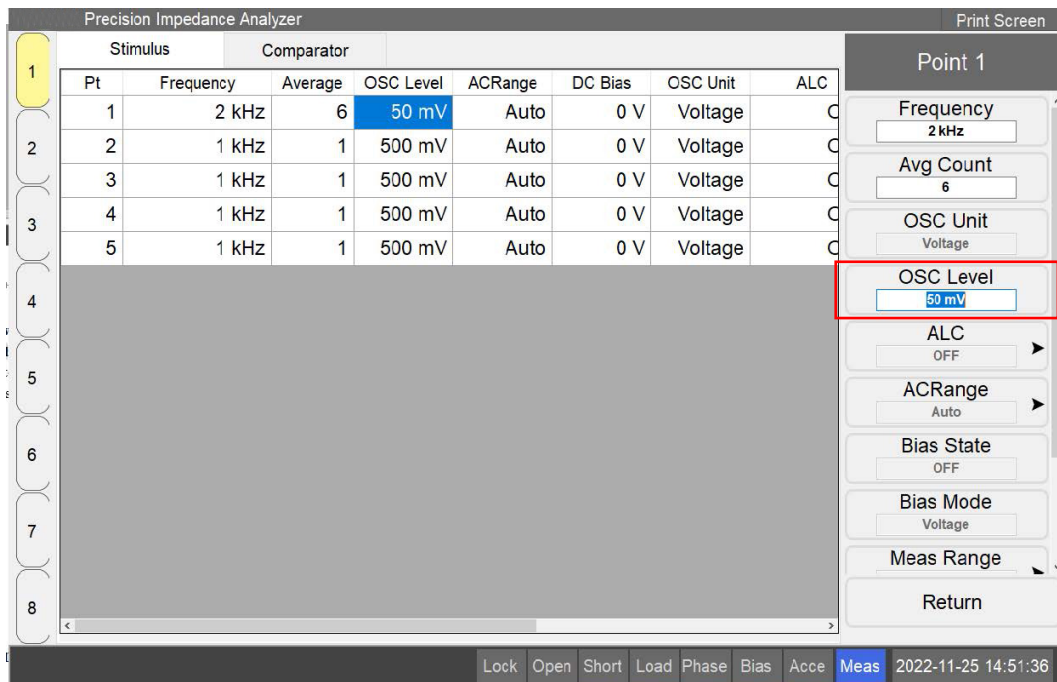 Precision Impedance Analyzer Print Screen
Stimulus Comparator
Pt Frequency Average OSC Level ACRange DC Bias OSC Unit ALC
1 2 kHz 6 50 mV Auto 0 V Voltage
2 1 kHz 1 500 mV Auto 0 V Voltage
3 1 kHz 1 500 mV Auto 0 V Voltage
4 1 kHz 1 500 mV Auto 0 V Voltage
5 1 kHz 1 500 mV Auto 0 V Voltage
1
2
3
4
5
6
7
8
Point 1
Frequency
2 kHz
Avg Count
6
OSC Unit
Voltage
OSC Level
50 mV
ALC
OFF
ACRange
Auto
Bias State
OFF
Bias Mode
Voltage
Meas Range
Return
Lock Open Short Load Phase Bias Acce Meas 2022-11-25 14:51:36